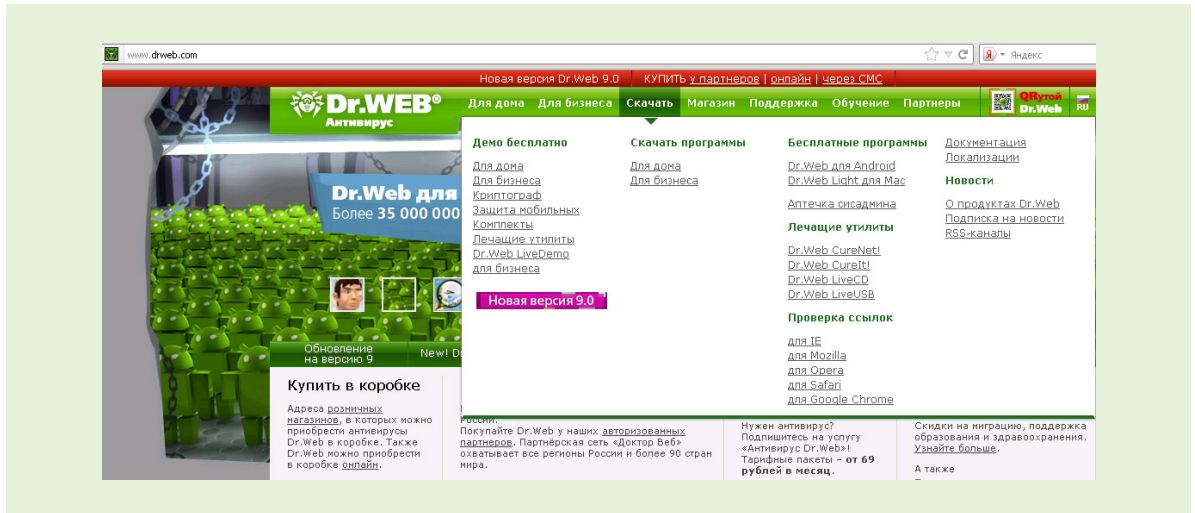 www.drweb.com
Яндекс
Новая версия Dr.Web 9.0 КУПИТЬ у партнеров | онлайн | через СМС
Dr.WEB®
Антивирус
Для дома Для бизнеса Скачать Магазин Поддержка Обучение Партнеры
QRутой
Dr.Web
RU
Демо бесплатно
Для дома
Для бизнеса
Криптограф
Защита мобильных
Комплекты
Лечащие утилиты
Dr.Web LiveDemo
для бизнеса
Новая версия 9.0
Скачать программы
Для дома
Для бизнеса
Бесплатные программы
Dr.Web для Android
Dr.Web Light для Mac
Аптечка сисадмина
Лечащие утилиты
Dr.Web CureNet!
Dr.Web CureIt!
Dr.Web LiveCD
Dr.Web LiveUSB
Проверка ссылок
для IE
для Mozilla
для Opera
для Safari
для Google Chrome
Документация
Локализации
Новости
О продуктах Dr.Web
Подписка на новости
RSS-каналы
Dr.Web для
Более 35 000 000
Обновление
на версию 9
New!
Купить в коробке
Адреса розничных
магазинов, в которых можно
приобрести антивирусы
Dr.Web в коробке. Также
Dr.Web можно приобрести
в коробке онлайн.
России.
Покупайте Dr.Web у наших авторизованных
партнеров. Партнёрская сеть «Доктор Веб»
охватывает все регионы России и более 90 стран
мира.
Нужен антивирус?
Подпишитесь на услугу
«Антивирус Dr.Web»!
Тарифные пакеты – от 69
рублей в месяц.
Скидки на миграцию, поддержка
образования и здравоохранения.
Узнайте больше.
А также